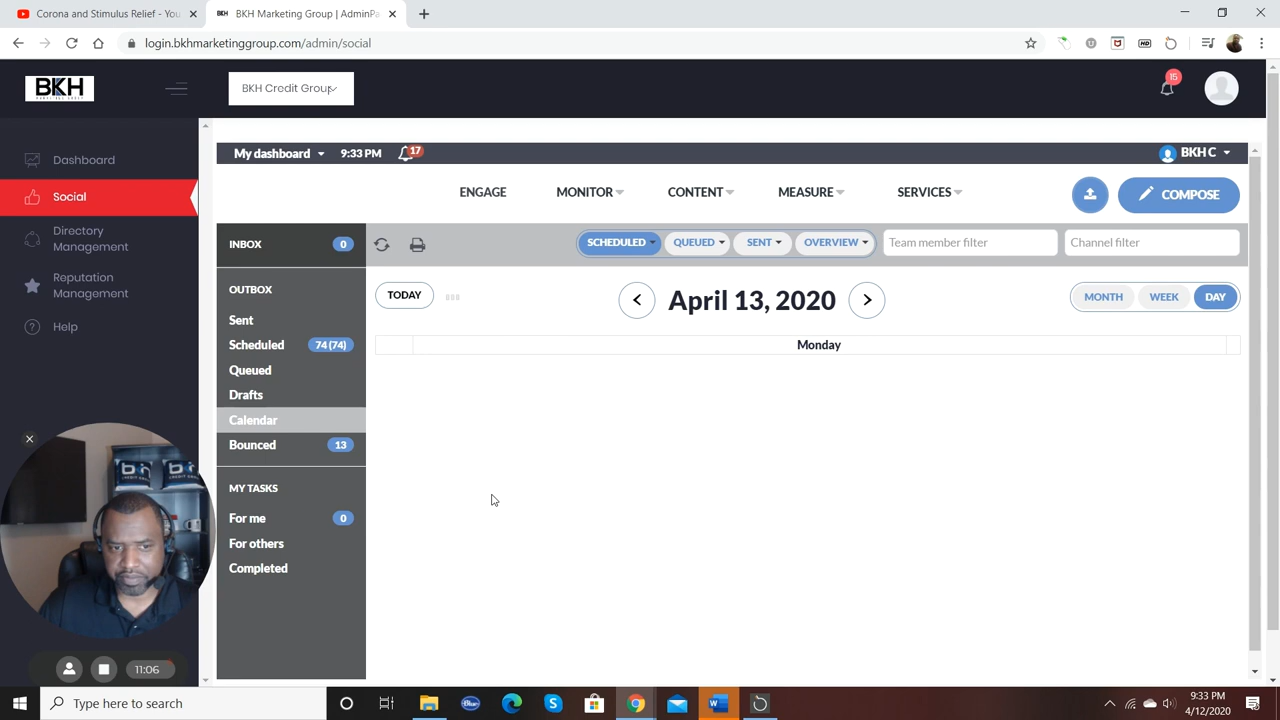 Corona and Stimulus Relief - You
BKH Marketing Group | AdminPa
login.bkhmarketinggroup.com/admin/social
BKH
BKH Credit Group
15
My dashboard
9:33 PM
17
BKH C
Dashboard
Social
Directory
Management
Reputation
Management
Help
ENGAGE
MONITOR
CONTENT
MEASURE
SERVICES
COMPOSE
INBOX 0
SCHEDULED
QUEUED
SENT
OVERVIEW
Team member filter
Channel filter
OUTBOX
Sent
Scheduled 74 (74)
Queued
Drafts
Calendar
Bounced 13
MY TASKS
For me 0
For others
Completed
TODAY
April 13, 2020
MONTH
WEEK
DAY
Monday
11:06
Type here to search
9:33 PM
4/12/2020